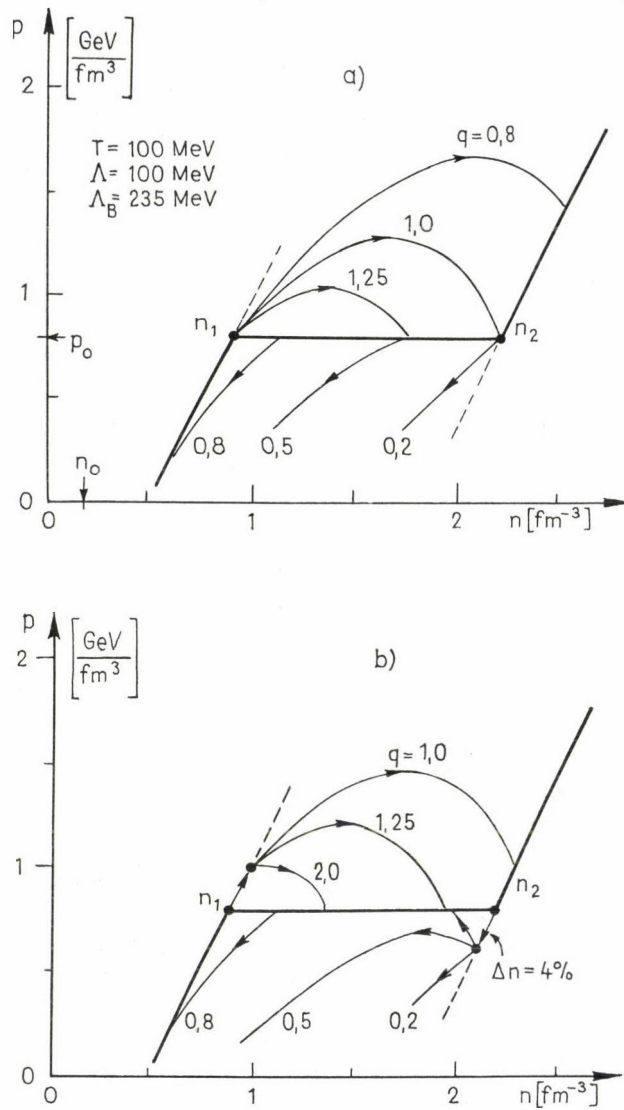 p [GeV/fm³]
a)
2
q=0,8
T = 100 MeV
Λ = 100 MeV
Λ_B = 235 MeV
1,0
1,25
1
n₁
n₂
p₀
0,8
0,5
0,2
n₀
0
0
1
2
n[fm⁻³]
p [GeV/fm³]
b)
2
q=1,0
1,25
1
2,0
n₁
n₂
Δn=4%
0,8
0,5
0,2
0
0
1
2
n[fm⁻³]